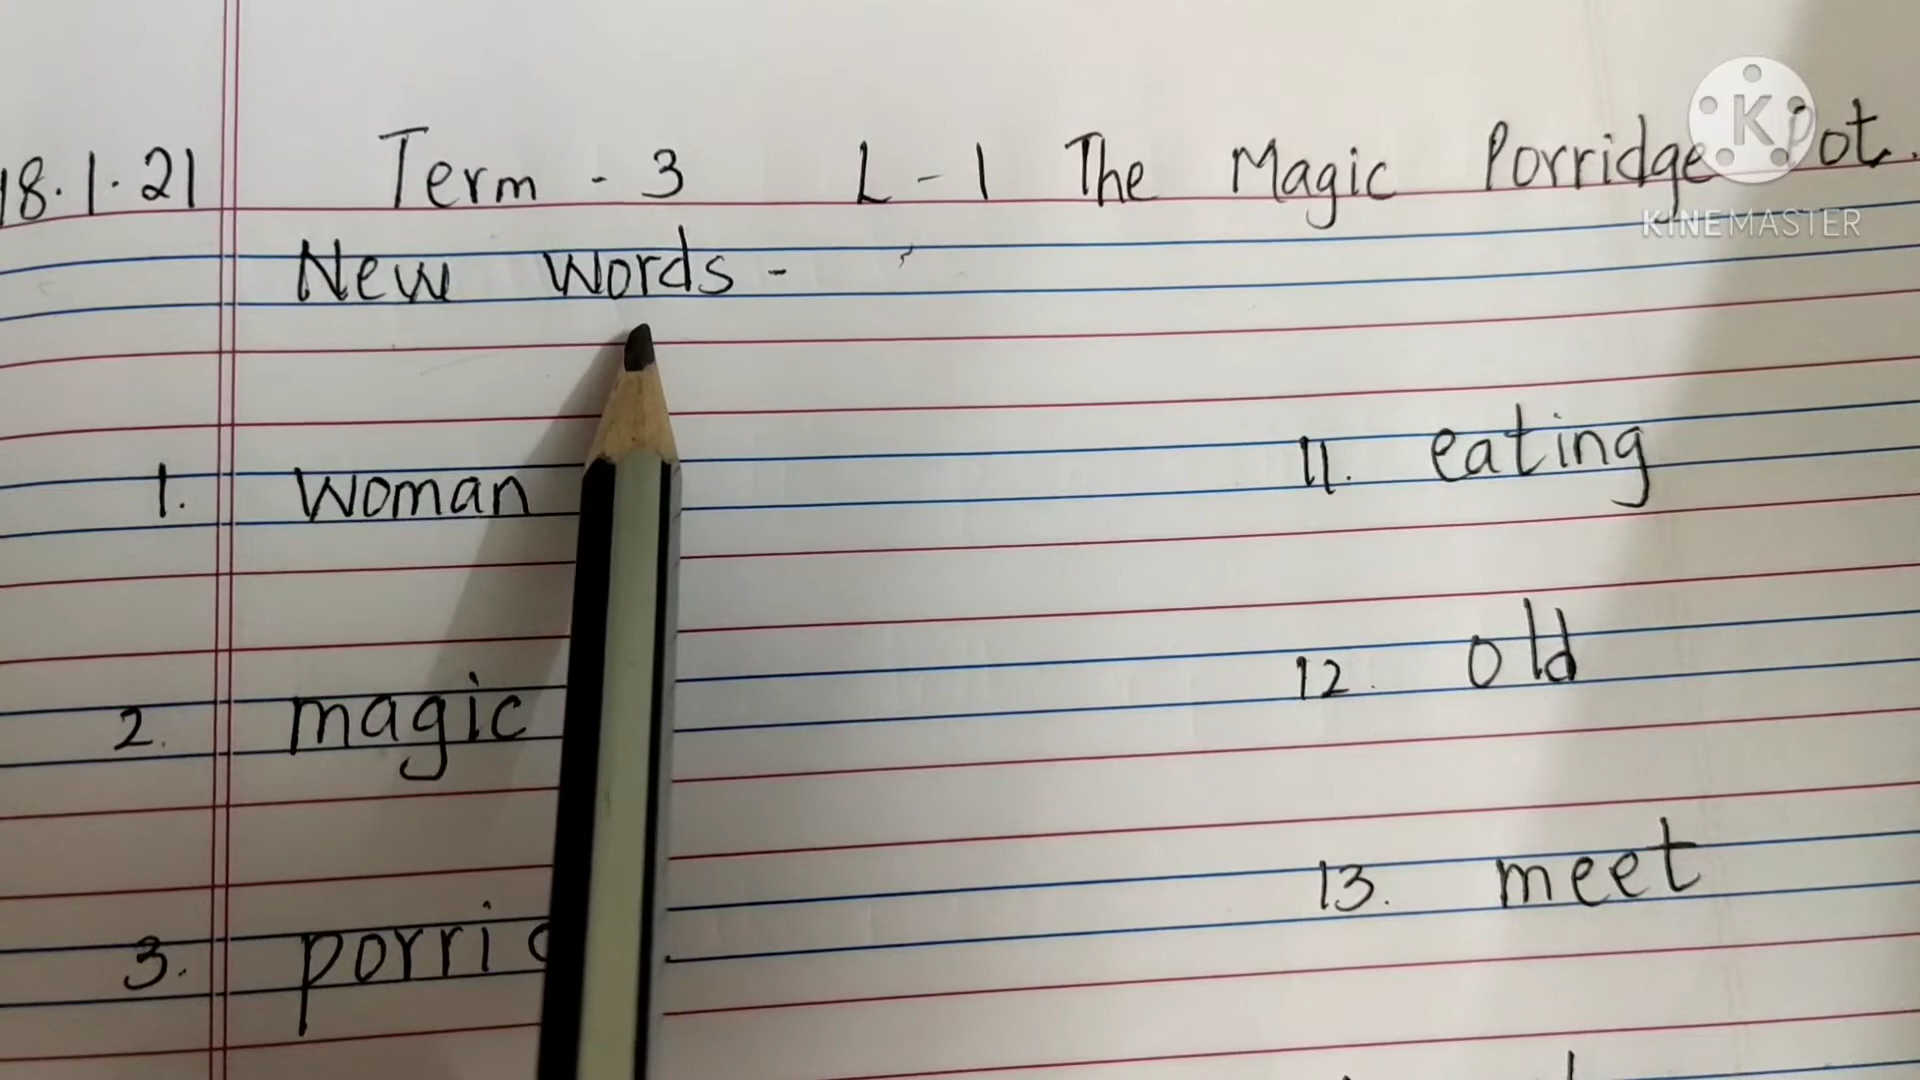 18.1.21 Term - 3 L - 1 The Magic Porridge Pot.
KINEMASTER
New words -
1. woman
11. eating
2. magic
12. old
3.
13. meet